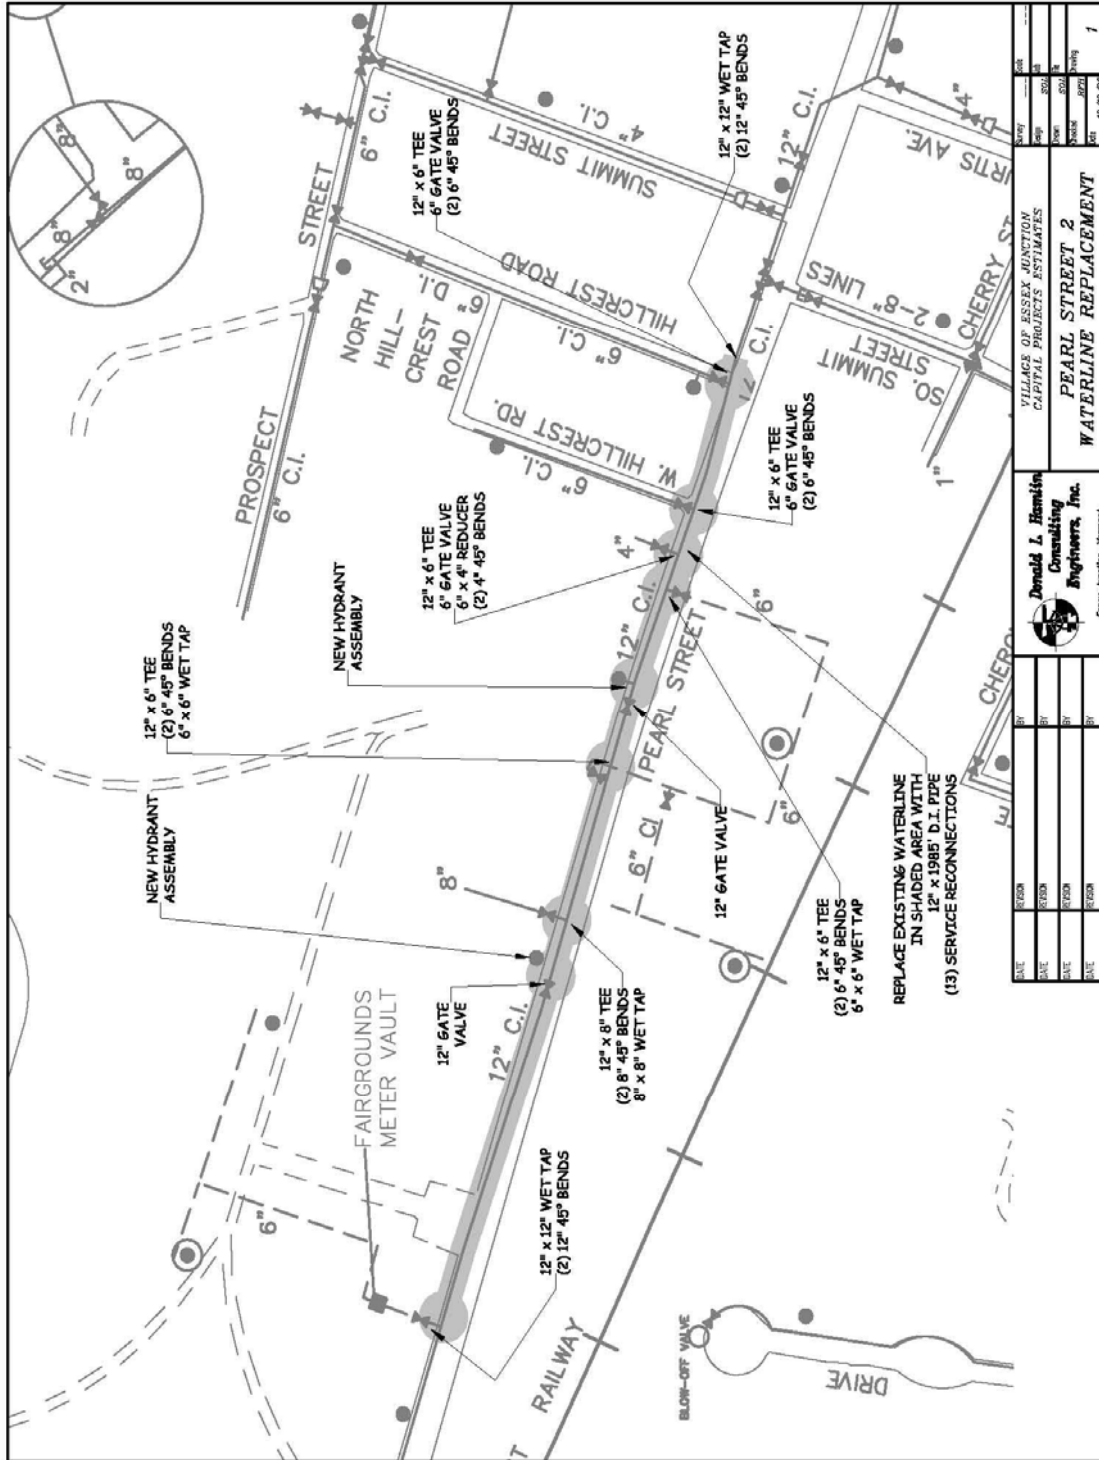 8"
8"
8"
2"
PROSPECT
STREET
6" C.I.
6" C.I.
NORTH
HILL-
CREST
ROAD
6" D.I.
6" C.I.
HILLCREST ROAD
SUMMIT STREET
4" C.I.
W. HILLCREST RD.
6" C.I.
12" x 6" TEE
6" GATE VALVE
(2) 6" 45° BENDS
12" x 12" WET TAP
(2) 12" 45° BENDS
12" C.I.
4"
CHERRY ST
2-8" LINES
SO. SUMMIT
STREET
1"
12" x 6" TEE
6" GATE VALVE
(2) 6" 45° BENDS
12" x 6" TEE
6" GATE VALVE
6" x 4" REDUCER
(2) 4" 45° BENDS
4"
NEW HYDRANT
ASSEMBLY
12" x 6" TEE
(2) 6" 45° BENDS
6" x 6" WET TAP
NEW HYDRANT
ASSEMBLY
12" C.I.
PEARL STREET
6"
6"
6" CI
8"
12" GATE VALVE
12" x 6" TEE
(2) 6" 45° BENDS
6" x 6" WET TAP
REPLACE EXISTING WATERLINE
IN SHADED AREA WITH
12" x 1985' D.I. PIPE
(13) SERVICE RECONNECTIONS
12" GATE
VALVE
12" C.I.
12" x 8" TEE
(2) 8" 45° BENDS
8" x 8" WET TAP
FAIRGROUNDS
METER VAULT
6"
12" x 12" WET TAP
(2) 12" 45° BENDS
RAILWAY
BLOW-OFF VALVE
DRIVE
DATE
REVISION
BY
DATE
REVISION
BY
DATE
REVISION
BY
DATE
REVISION
BY
Donald L. Hamlin
Consulting
Engineers, Inc.
VILLAGE OF ESSEX JUNCTION
CAPITAL PROJECTS ESTIMATES
PEARL STREET 2
WATERLINE REPLACEMENT
Survey
Design
Drawn
Checked
Date
Scale
Drawing
1